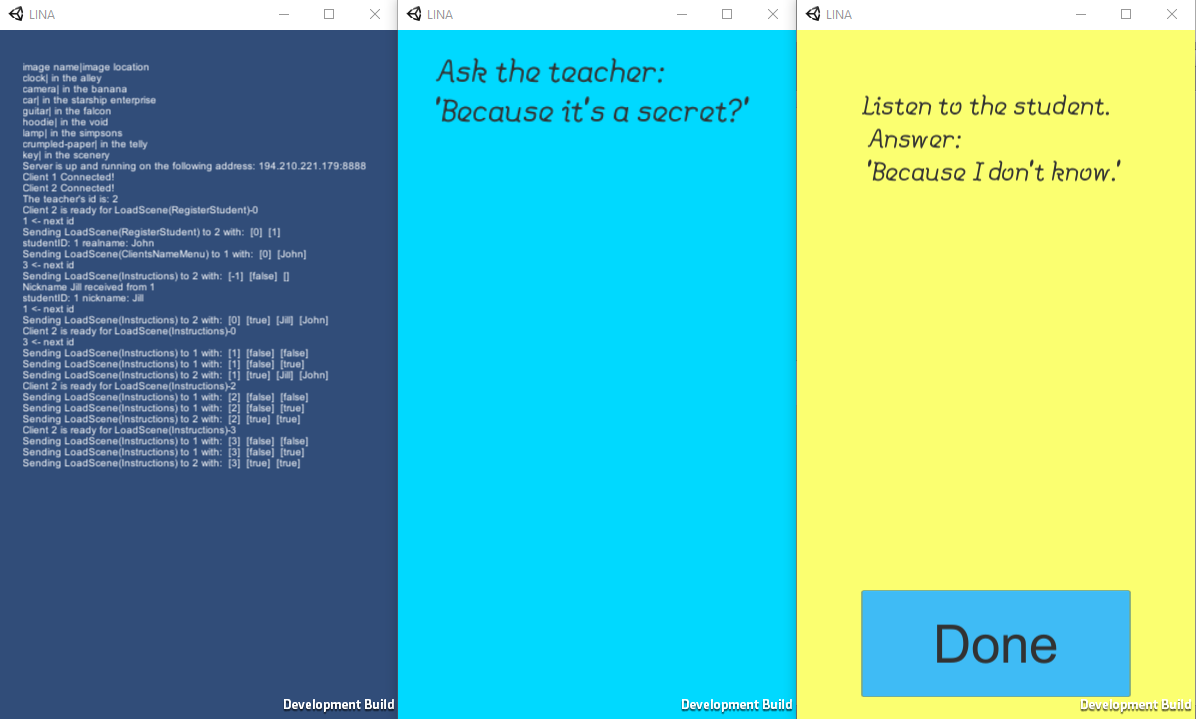 LINA
image name|image location
clock| in the alley
camera| in the banana
car| in the starship enterprise
guitar| in the falcon
hoodie| in the void
lamp| in the simpsons
crumpled-paper| in the telly
key| in the scenery
Server is up and running on the following address: 194.210.221.179:8888
Client 1 Connected!
Client 2 Connected!
The teacher's id is: 2
Client 2 is ready for LoadScene(RegisterStudent)-0
1 <- next id
Sending LoadScene(RegisterStudent) to 2 with: [0] [1]
studentID: 1 realname: John
Sending LoadScene(ClientsNameMenu) to 1 with: [0] [John]
3 <- next id
Sending LoadScene(Instructions) to 2 with: [-1] [false] []
Nickname Jill received from 1
studentID: 1 nickname: Jill
1 <- next id
Sending LoadScene(Instructions) to 2 with: [0] [true] [Jill] [John]
Client 2 is ready for LoadScene(Instructions)-0
3 <- next id
Sending LoadScene(Instructions) to 1 with: [1] [false] [false]
Sending LoadScene(Instructions) to 1 with: [1] [false] [true]
Sending LoadScene(Instructions) to 2 with: [1] [true] [Jill] [John]
Client 2 is ready for LoadScene(Instructions)-2
Sending LoadScene(Instructions) to 1 with: [2] [false] [false]
Sending LoadScene(Instructions) to 1 with: [2] [false] [true]
Sending LoadScene(Instructions) to 2 with: [2] [true] [true]
Client 2 is ready for LoadScene(Instructions)-3
Sending LoadScene(Instructions) to 1 with: [3] [false] [false]
Sending LoadScene(Instructions) to 1 with: [3] [false] [true]
Sending LoadScene(Instructions) to 2 with: [3] [true] [true]
Development Build
LINA
Ask the teacher:
'Because it's a secret?'
Development Build
LINA
Listen to the student.
Answer:
'Because I don't know.'
Done
Development Build